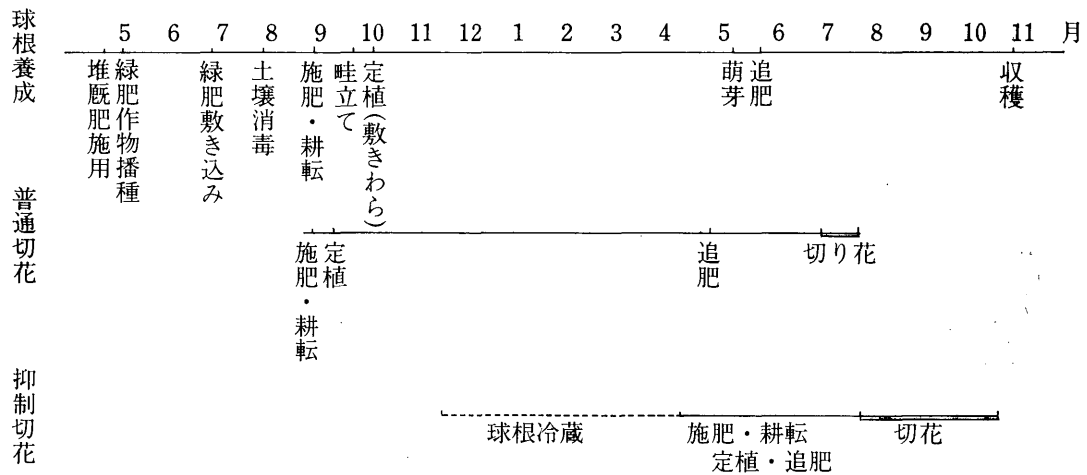 球根養成
5 6 7 8 9 10 11 12 1 2 3 4 5 6 7 8 9 10 11 月
堆厩肥施用
緑肥作物播種
緑肥敷き込み
土壌消毒
施肥・耕転
畦立て
定植(敷きわら)
萌芽
追肥
収穫
普通切花
施肥・耕転
定植
追肥
切り花
抑制切花
球根冷蔵
施肥・耕転
定植・追肥
切花